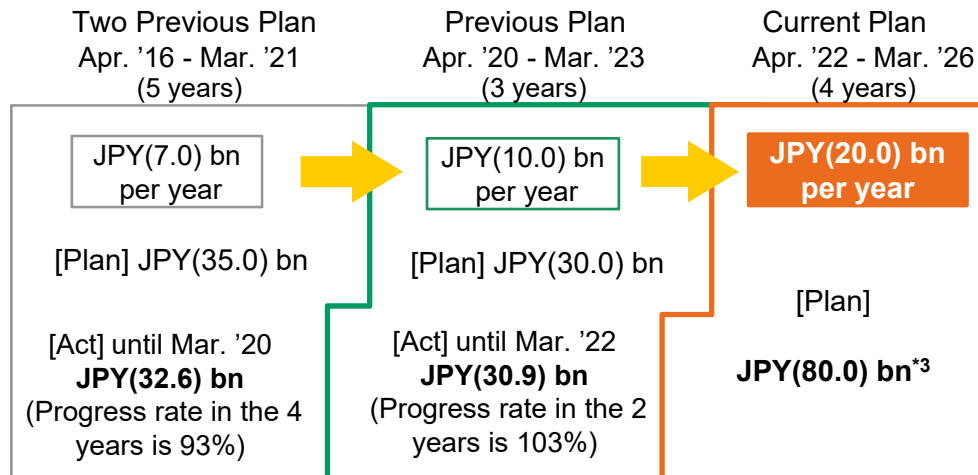 Two Previous Plan
Apr. '16 - Mar. '21
(5 years)
JPY(7.0) bn
per year
[Plan] JPY(35.0) bn
[Act] until Mar. '20
JPY(32.6) bn
(Progress rate in the 4
years is 93%)
Previous Plan
Apr. '20 - Mar. '23
(3 years)
JPY(10.0) bn
per year
[Plan] JPY(30.0) bn
[Act] until Mar. '22
JPY(30.9) bn
(Progress rate in the 2
years is 103%)
Current Plan
Apr. '22 - Mar. '26
(4 years)
JPY(20.0) bn
per year
[Plan]
JPY(80.0) bn*3